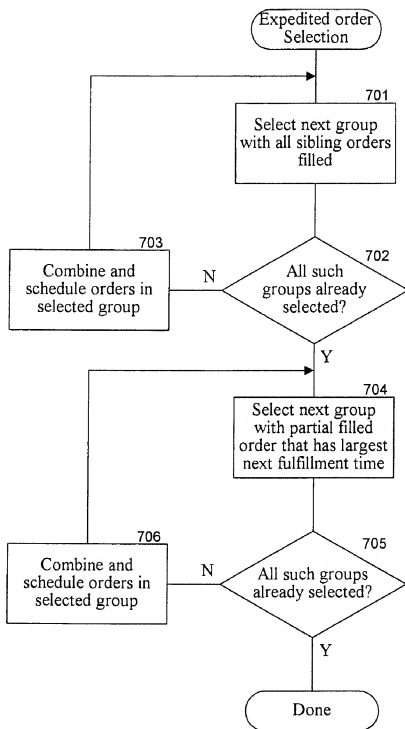 Expedited order
Selection
701
Select next group
with all sibling orders
filled
703
Combine and
schedule orders in
selected group
N
702
All such
groups already
selected?
Y
704
Select next group
with partial filled
order that has largest
next fulfillment time
706
Combine and
schedule orders in
selected group
N
705
All such groups
already selected?
Y
Done